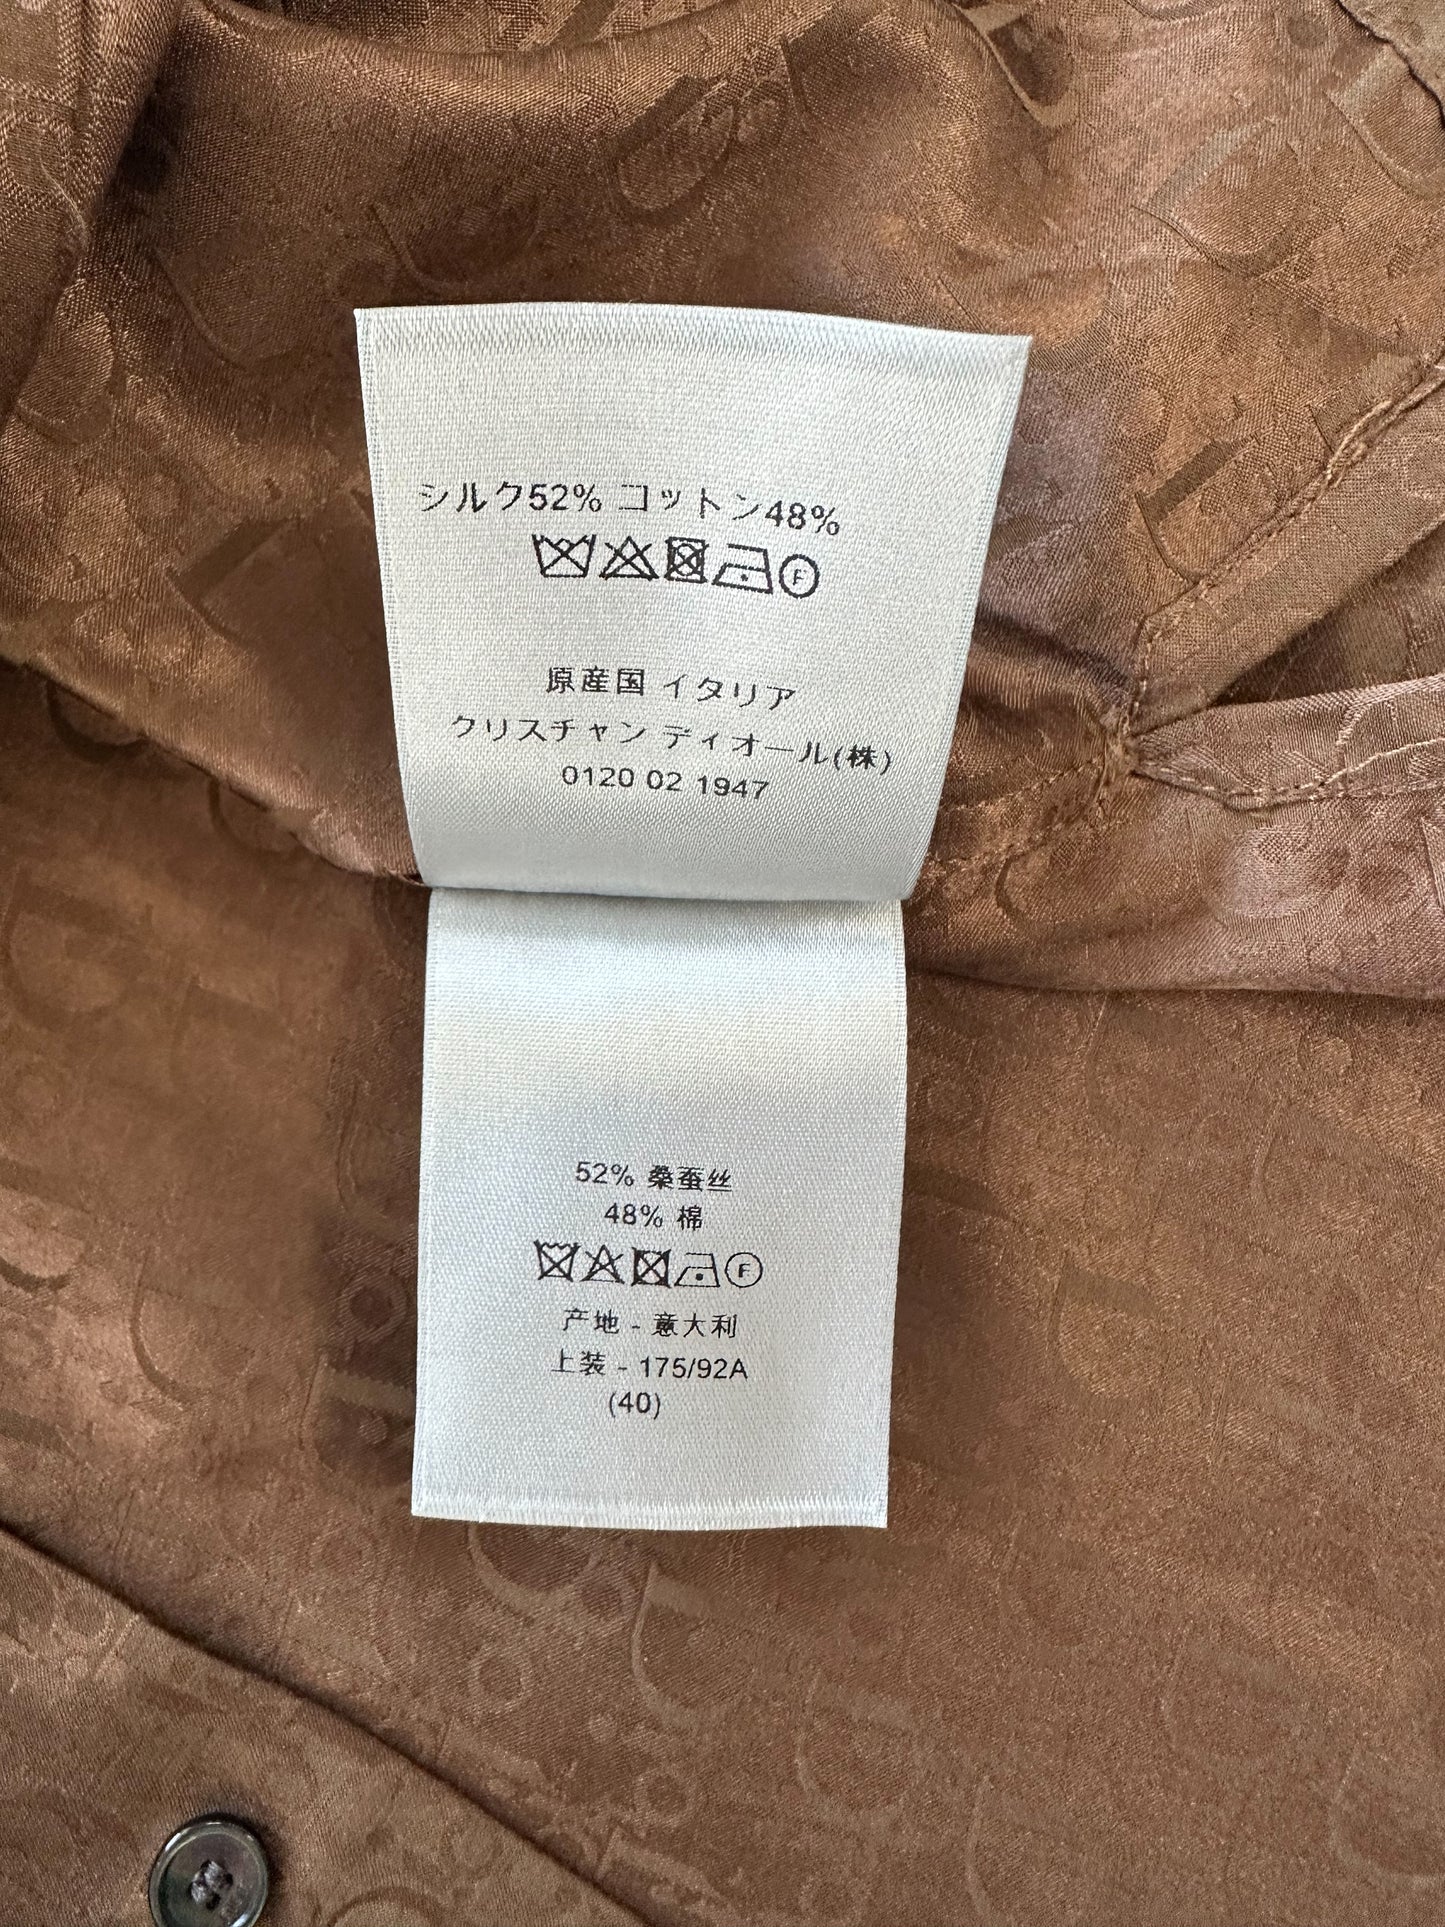 シルク52% コットン48%
F
原産国 イタリア
クリスチャン ディオール(株)
0120 02 1947
52% 桑蚕丝
48% 棉
F
产地 - 意大利
上装 - 175/92A
(40)